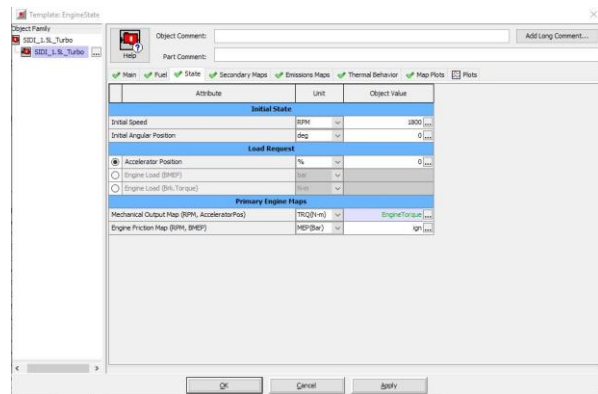 Template: EngineState
Object Family
SIDI_1.5L_Turbo
SIDI_1.5L_Turbo ...
Help
Object Comment:
Add Long Comment...
Part Comment:
Main Fuel State Secondary Maps Emissions Maps Thermal Behavior Map Plots Plots
Attribute Unit Object Value
Initial State
Initial Speed RPM 1800 ...
Initial Angular Position deg 0 ...
Load Request
Accelerator Position % 0 ...
Engine Load (BMEP) bar
Engine Load (Brk.Torque) N-m
Primary Engine Maps
Mechanical Output Map (RPM, AcceleratorPos) TRQ(N-m) EngineTorque ...
Engine Friction Map (RPM, BMEP) MEP(Bar) ign ...
OK Cancel Apply